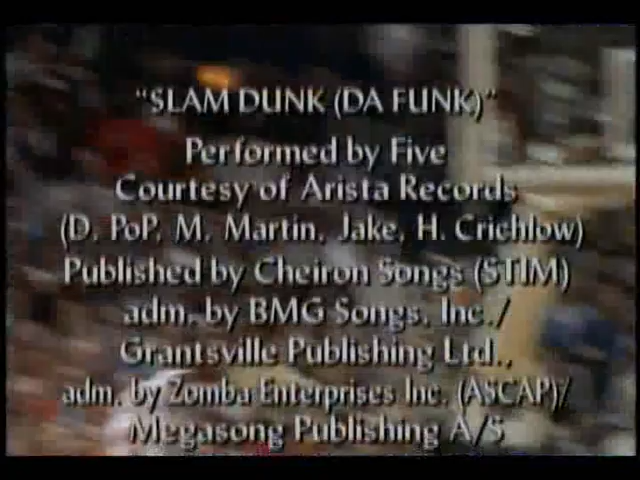 "SLAM DUNK (DA FUNK)"
Performed by Five
Courtesy of Arista Records
(D. PoP, M. Martin, Jake, H. Crichlow)
Published by Cheiron Songs (STIM)
adm. by BMG Songs, Inc./
Grantsville Publishing Ltd.,
adm. by Zomba Enterprises Inc. (ASCAP)/
Megasong Publishing A/S